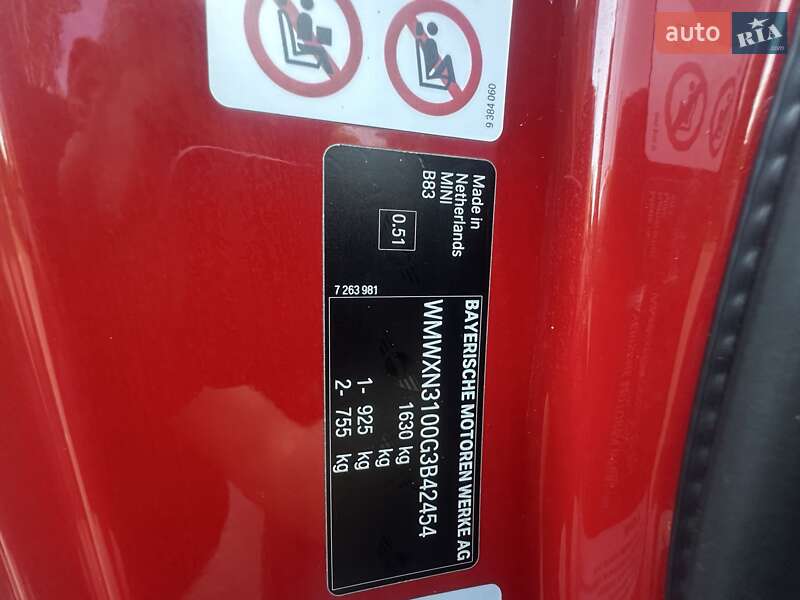 auto RIA.com
9 384 060
Made in
Netherlands
MINI
B83
0.51
7 263 981
BAYERISCHE MOTOREN WERKE AG
WMWXN3100G3B42454
1630 kg
1- 925 kg
2- 755 kg